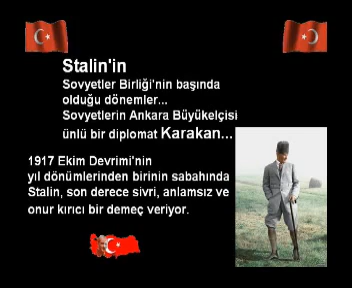 Stalin'in
Sovyetler Birliği'nin başında
olduğu dönemler...
Sovyetlerin Ankara Büyükelçisi
ünlü bir diplomat Karakan...
1917 Ekim Devrimi'nin
yıl dönümlerinden birinin sabahında
Stalin, son derece sivri, anlamsız ve
onur kırıcı bir demeç veriyor.